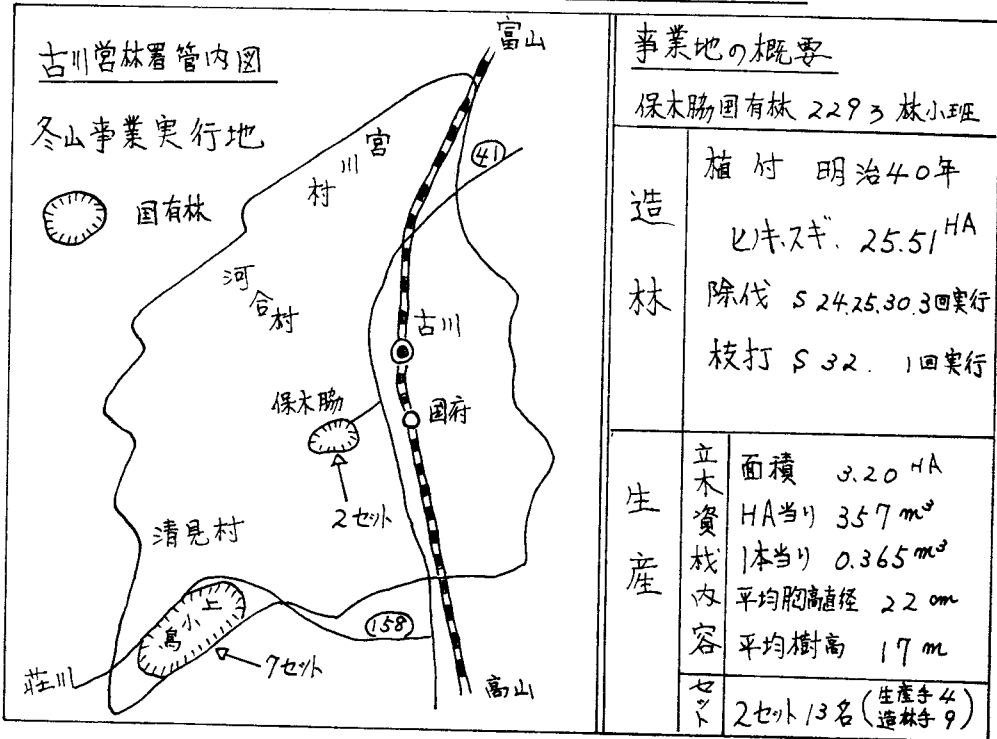 古川営林署管内図
冬山事業実行地
国有林
富山
宮川村
41
河合村
古川
保木脇
国府
2セット
清見村
上小鳥
158
7セット
荘川
高山
事業地の概要
保木脇国有林 229ろ林小班
造林
植付 明治40年
ヒノキ、スギ. 25.51HA
除伐 S24.25.30.3回実行
枝打 S32. 1回実行
生産
立木資材内容
面積 3.20HA
HA当り 357m³
1本当り 0.365m³
平均胸高直径 22cm
平均樹高 17m
セット
2セット13名(生産手4
造林手9)